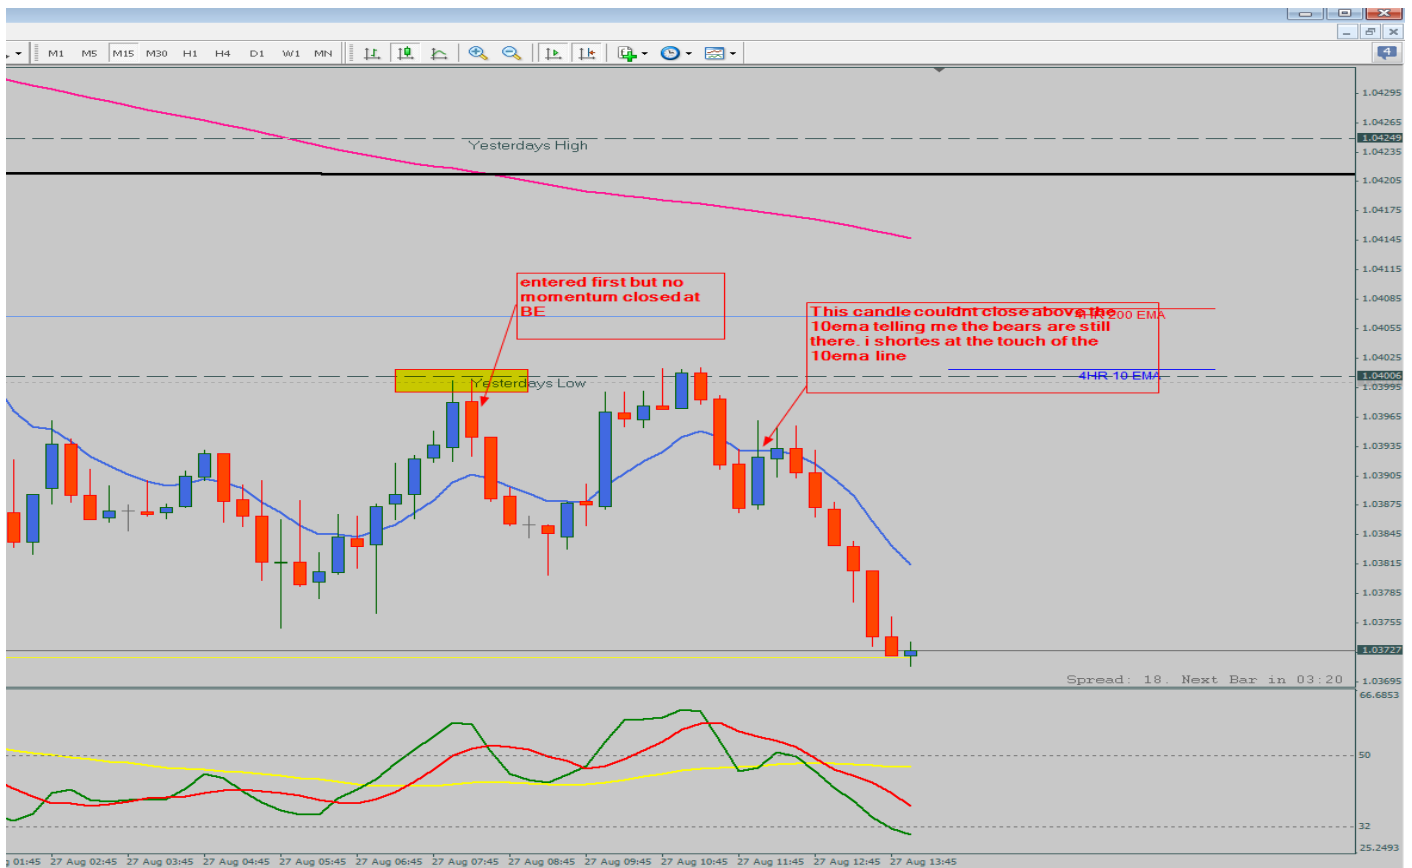 M1 M5 M15 M30 H1 H4 D1 W1 MN
4
1.04295
1.04265
1.04249
Yesterdays High
1.04235
1.04205
1.04175
1.04145
1.04115
entered first but no
momentum closed at
BE
1.04085
This candle couldnt close above the
4HR 200 EMA
10ema telling me the bears are still
there. i shortes at the touch of the
10ema line
1.04055
1.04025
1.04006
4HR 10 EMA
Yesterdays Low
1.03995
1.03965
1.03935
1.03905
1.03875
1.03845
1.03815
1.03785
1.03755
1.03727
Spread: 18. Next Bar in 03:20
1.03695
66.6853
50
32
25.2493
01:45 27 Aug 02:45 27 Aug 03:45 27 Aug 04:45 27 Aug 05:45 27 Aug 06:45 27 Aug 07:45 27 Aug 08:45 27 Aug 09:45 27 Aug 10:45 27 Aug 11:45 27 Aug 12:45 27 Aug 13:45